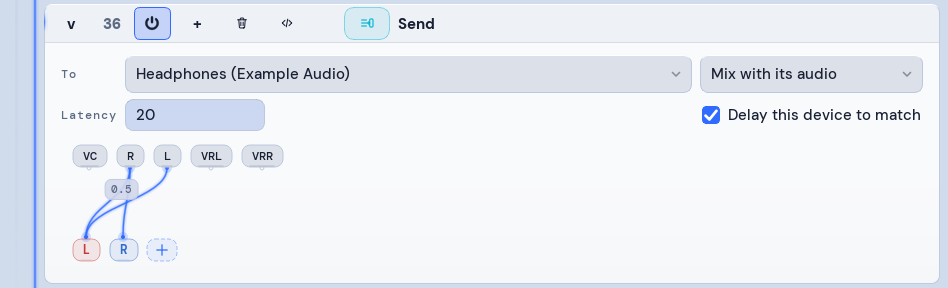 v 36 + </> Send
To Headphones (Example Audio) Mix with its audio
Latency 20 Delay this device to match
VC R L VRL VRR
0.5
L R +